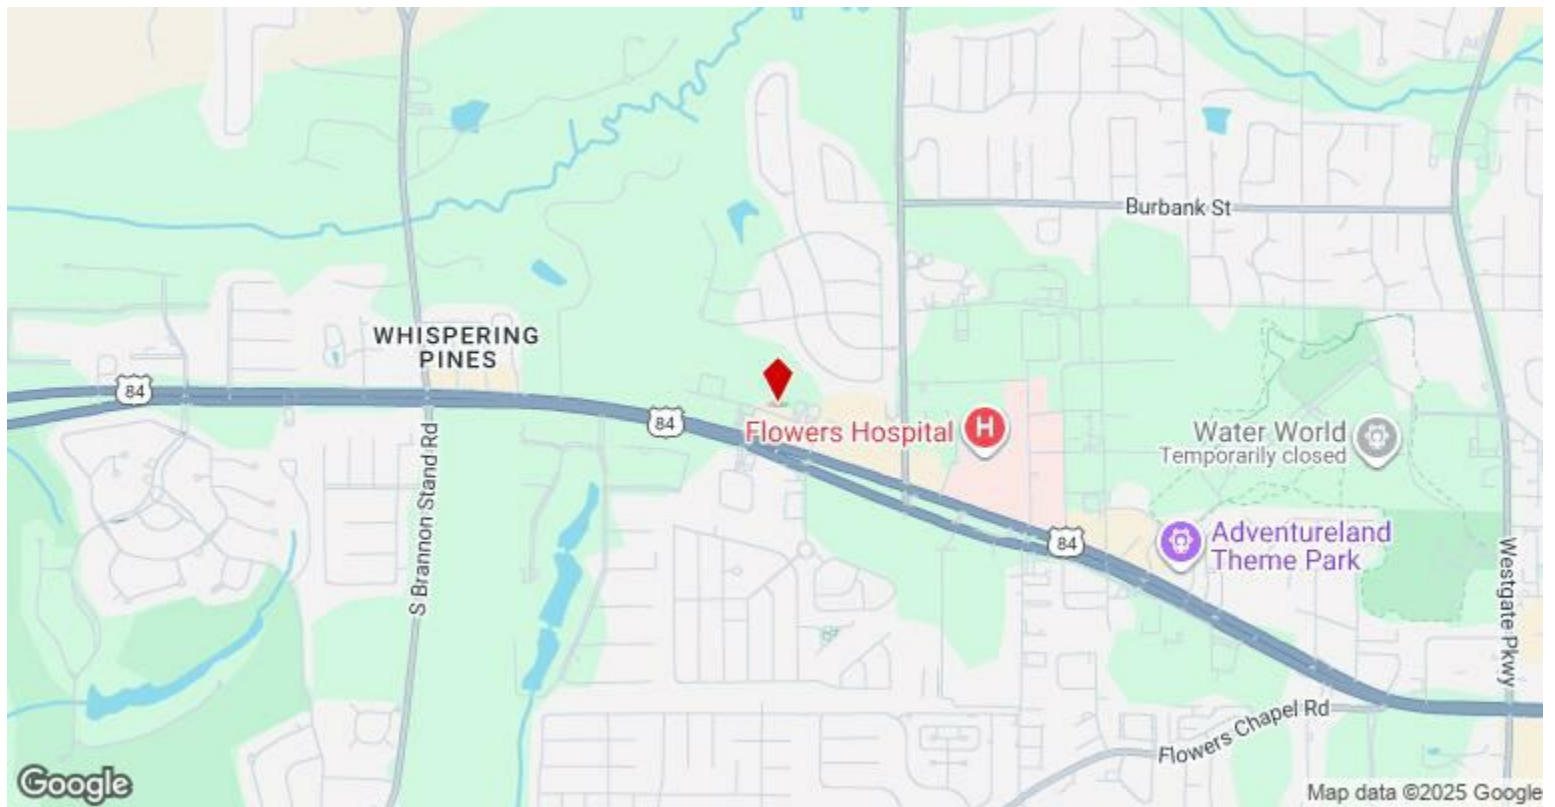 Burbank St
WHISPERING
PINES
84
84
Flowers Hospital
H
Water World
Temporarily closed
S Brannon Stand Rd
84
Adventureland
Theme Park
Westgate Pkwy
Flowers Chapel Rd
Google
Map data ©2025 Google